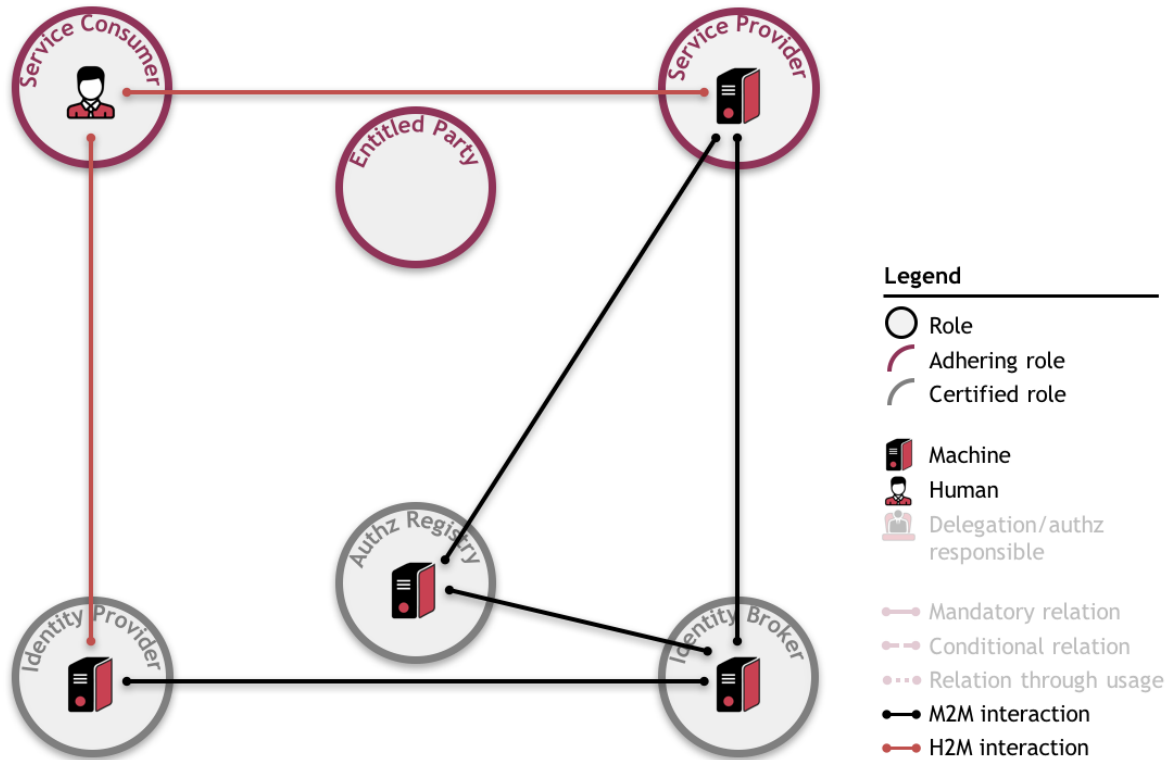 Service Consumer
Service Provider
Entitled Party
Authz Registry
Identity Provider
Identity Broker
Legend
Role
Adhering role
Certified role
Machine
Human
Delegation/authz
responsible
Mandatory relation
Conditional relation
Relation through usage
M2M interaction
H2M interaction